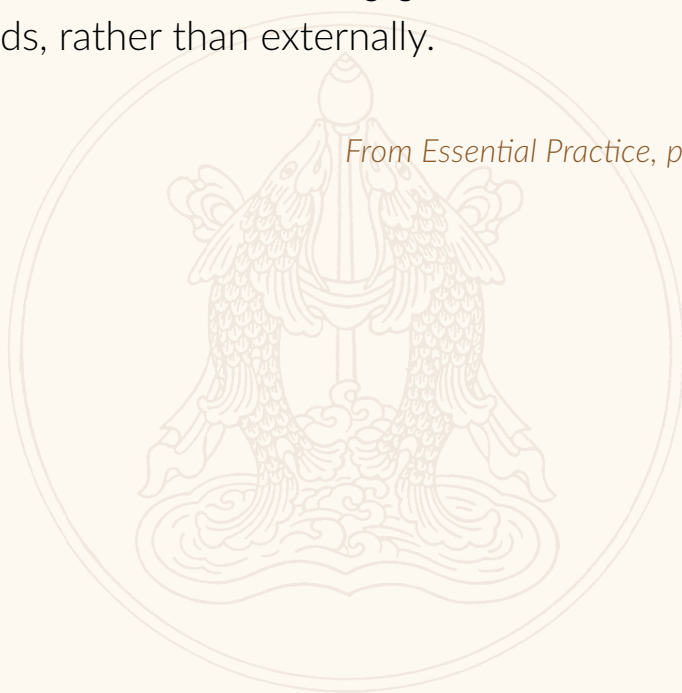 ds, rather than externally.
From Essential Practice, p